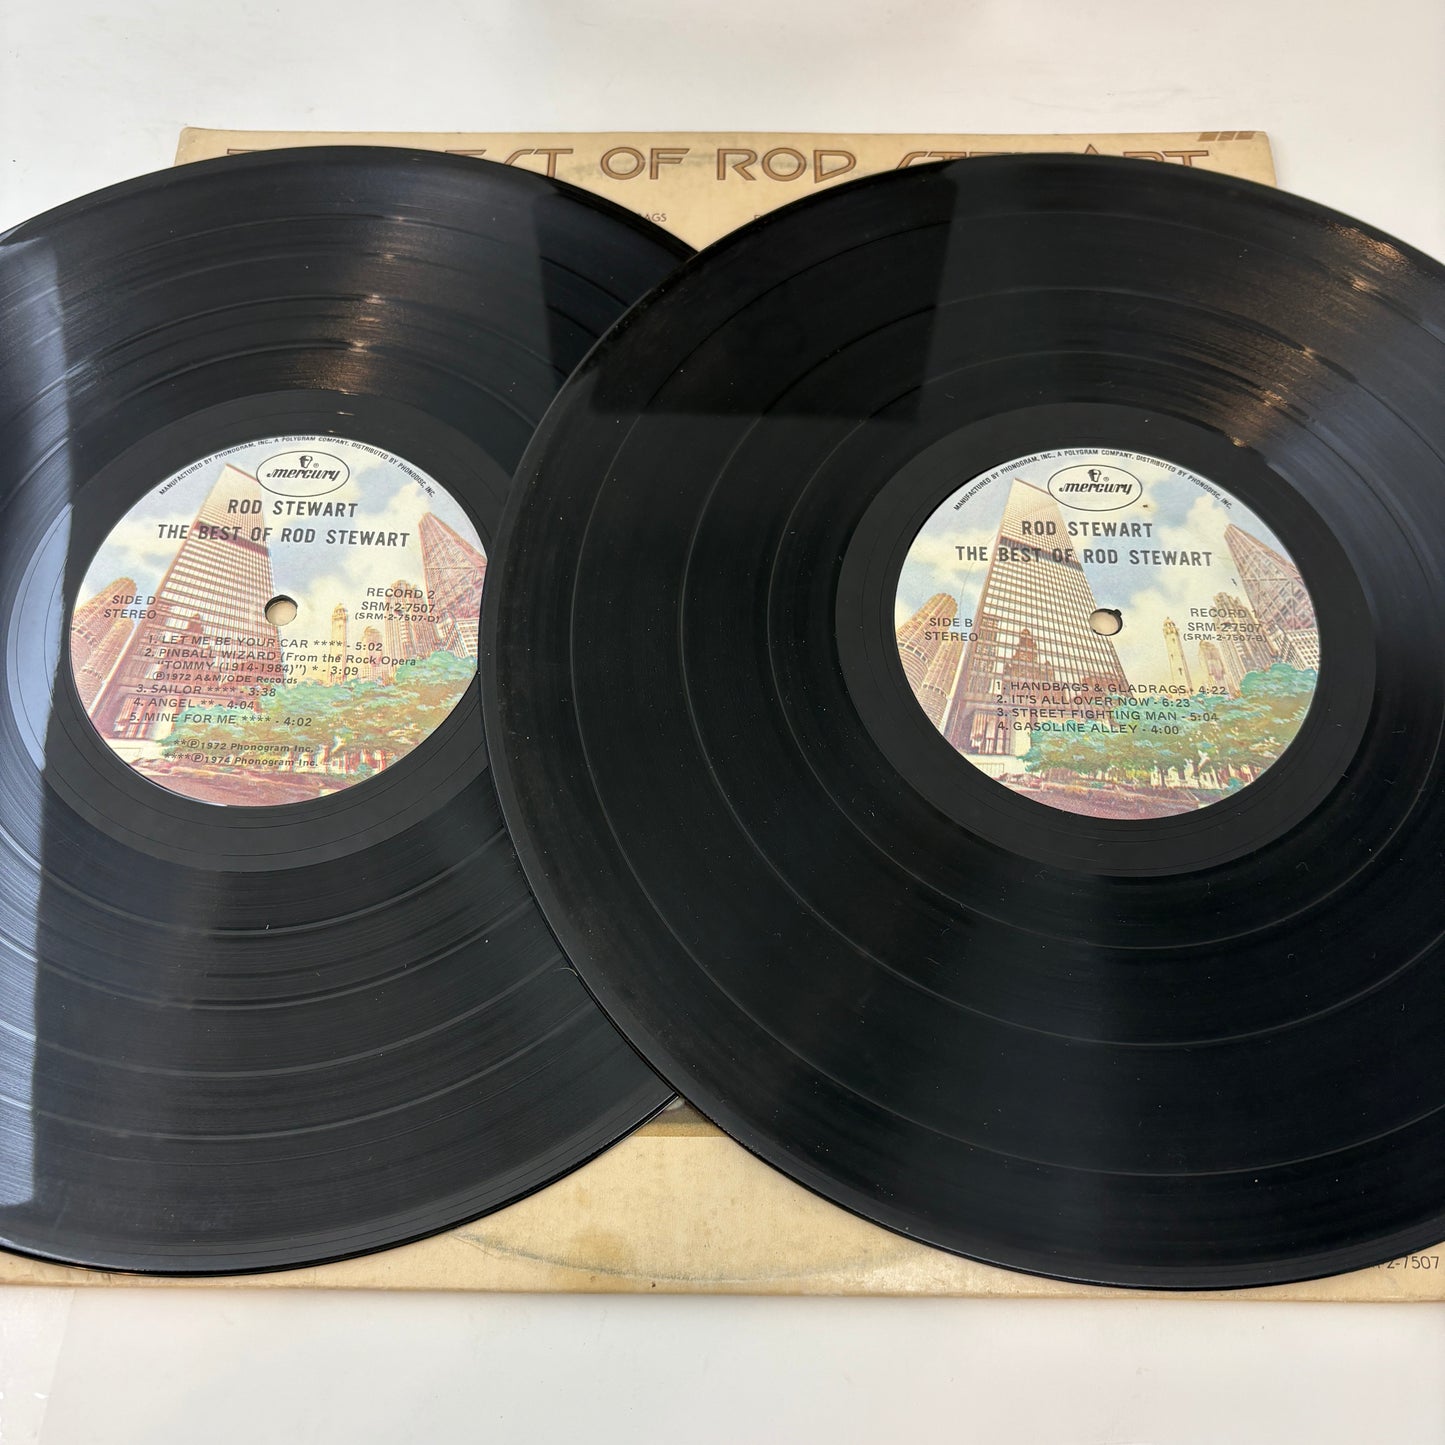 OF ROD
MANUFACTURED BY PHONOGRAM, INC., A POLYGRAM COMPANY, DISTRIBUTED BY PHONODISC, INC.
mercury
ROD STEWART
THE BEST OF ROD STEWART
SIDE D
STEREO
RECORD 2
SRM-2-7507
(SRM-2-7507-D)
1. LET ME BE YOUR CAR **** - 5:02
2. PINBALL WIZARD (From the Rock Opera
"TOMMY (1914-1984)") * - 3:09
Ⓟ1972 A&M/ODE Records
3. SAILOR **** - 3:38
4. ANGEL ** - 4:04
5. MINE FOR ME **** - 4:02
**Ⓟ1972 Phonogram Inc.
****Ⓟ1974 Phonogram Inc.
MANUFACTURED BY PHONOGRAM, INC., A POLYGRAM COMPANY, DISTRIBUTED BY PHONODISC, INC.
mercury
ROD STEWART
THE BEST OF ROD STEWART
SIDE B
STEREO
RECORD 1
SRM-2-7507
(SRM-2-7507-B)
1. HANDBAGS & GLADRAGS - 4:22
2. IT'S ALL OVER NOW - 6:23
3. STREET FIGHTING MAN - 5:04
4. GASOLINE ALLEY - 4:00
-2-7507